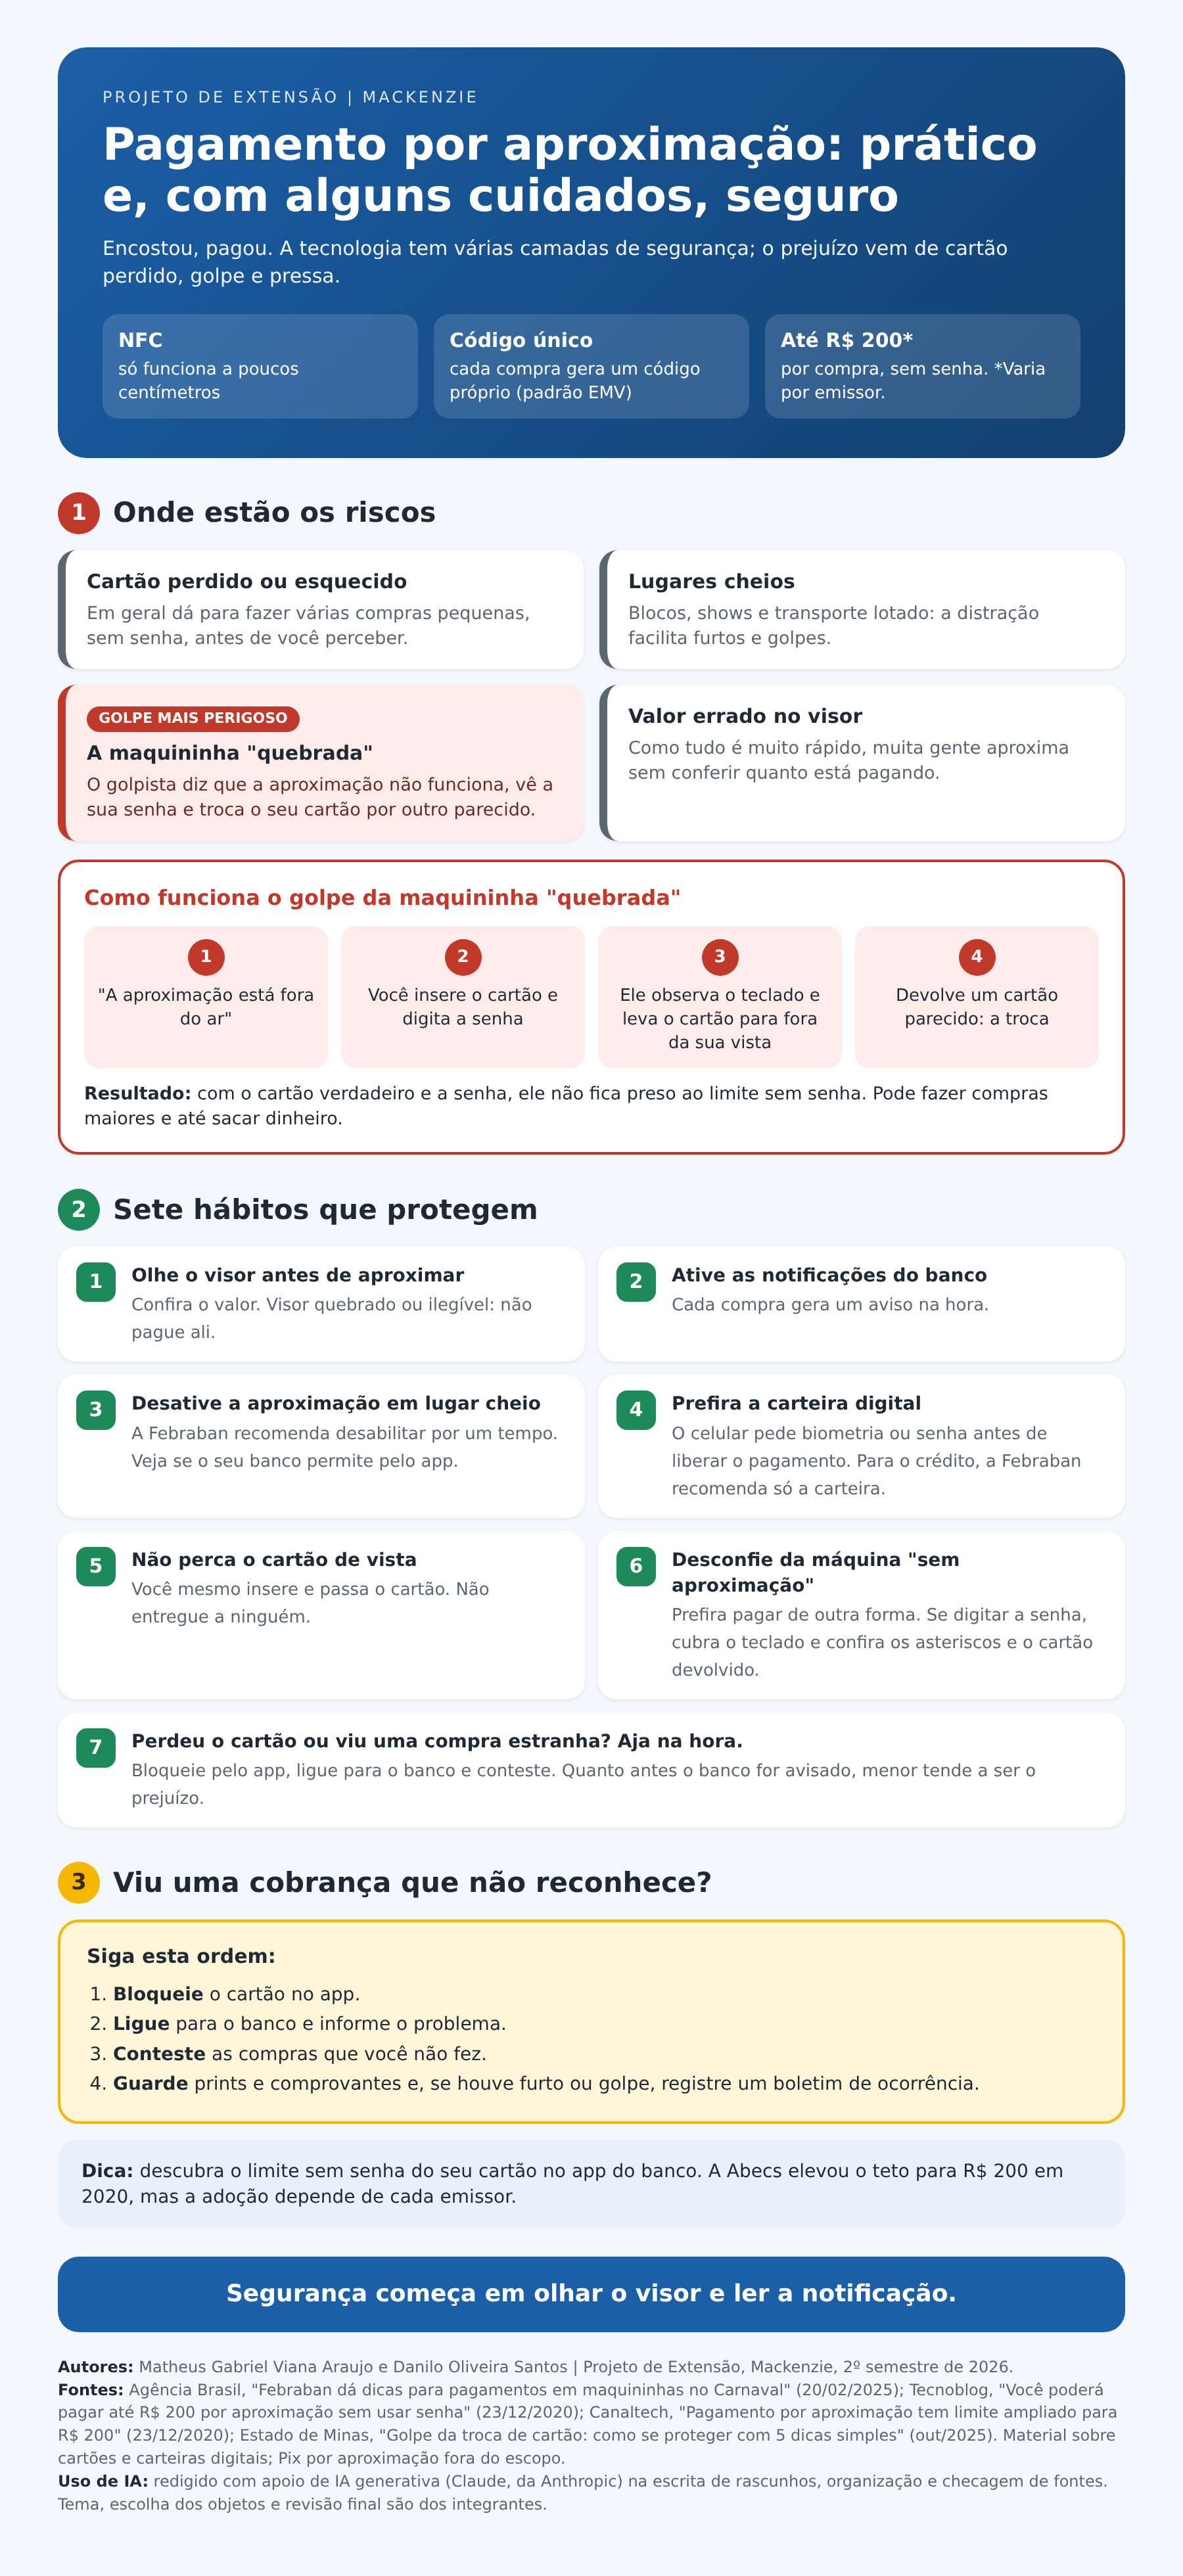 PROJETO DE EXTENSÃO | MACKENZIE
Pagamento por aproximação: prático
e, com alguns cuidados, seguro
Encostou, pagou. A tecnologia tem várias camadas de segurança; o prejuízo vem de cartão
perdido, golpe e pressa.
NFC
só funciona a poucos
centímetros
Código único
cada compra gera um código
próprio (padrão EMV)
Até R$ 200*
por compra, sem senha. *Varia
por emissor.
1 Onde estão os riscos
Cartão perdido ou esquecido
Em geral dá para fazer várias compras pequenas,
sem senha, antes de você perceber.
Lugares cheios
Blocos, shows e transporte lotado: a distração
facilita furtos e golpes.
GOLPE MAIS PERIGOSO
A maquininha "quebrada"
O golpista diz que a aproximação não funciona, vê a
sua senha e troca o seu cartão por outro parecido.
Valor errado no visor
Como tudo é muito rápido, muita gente aproxima
sem conferir quanto está pagando.
Como funciona o golpe da maquininha "quebrada"
1
"A aproximação está fora
do ar"
2
Você insere o cartão e
digita a senha
3
Ele observa o teclado e
leva o cartão para fora
da sua vista
4
Devolve um cartão
parecido: a troca
Resultado: com o cartão verdadeiro e a senha, ele não fica preso ao limite sem senha. Pode fazer compras
maiores e até sacar dinheiro.
2 Sete hábitos que protegem
1 Olhe o visor antes de aproximar
Confira o valor. Visor quebrado ou ilegível: não
pague ali.
2 Ative as notificações do banco
Cada compra gera um aviso na hora.
3 Desative a aproximação em lugar cheio
A Febraban recomenda desabilitar por um tempo.
Veja se o seu banco permite pelo app.
4 Prefira a carteira digital
O celular pede biometria ou senha antes de
liberar o pagamento. Para o crédito, a Febraban
recomenda só a carteira.
5 Não perca o cartão de vista
Você mesmo insere e passa o cartão. Não
entregue a ninguém.
6 Desconfie da máquina "sem
aproximação"
Prefira pagar de outra forma. Se digitar a senha,
cubra o teclado e confira os asteriscos e o cartão
devolvido.
7 Perdeu o cartão ou viu uma compra estranha? Aja na hora.
Bloqueie pelo app, ligue para o banco e conteste. Quanto antes o banco for avisado, menor tende a ser o
prejuízo.
3 Viu uma cobrança que não reconhece?
Siga esta ordem:
1. Bloqueie o cartão no app.
2. Ligue para o banco e informe o problema.
3. Conteste as compras que você não fez.
4. Guarde prints e comprovantes e, se houve furto ou golpe, registre um boletim de ocorrência.
Dica: descubra o limite sem senha do seu cartão no app do banco. A Abecs elevou o teto para R$ 200 em
2020, mas a adoção depende de cada emissor.
Segurança começa em olhar o visor e ler a notificação.
Autores: Matheus Gabriel Viana Araujo e Danilo Oliveira Santos | Projeto de Extensão, Mackenzie, 2º semestre de 2026.
Fontes: Agência Brasil, "Febraban dá dicas para pagamentos em maquininhas no Carnaval" (20/02/2025); Tecnoblog, "Você poderá
pagar até R$ 200 por aproximação sem usar senha" (23/12/2020); Canaltech, "Pagamento por aproximação tem limite ampliado para
R$ 200" (23/12/2020); Estado de Minas, "Golpe da troca de cartão: como se proteger com 5 dicas simples" (out/2025). Material sobre
cartões e carteiras digitais; Pix por aproximação fora do escopo.
Uso de IA: redigido com apoio de IA generativa (Claude, da Anthropic) na escrita de rascunhos, organização e checagem de fontes.
Tema, escolha dos objetos e revisão final são dos integrantes.